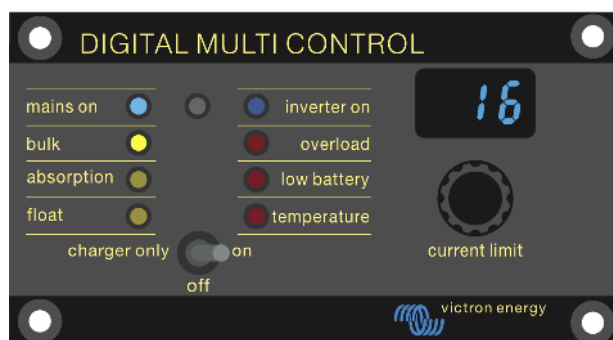 DIGITAL MULTI CONTROL
16
mains on
inverter on
bulk
overload
absorption
low battery
float
temperature
charger only
on
off
current limit
victron energy